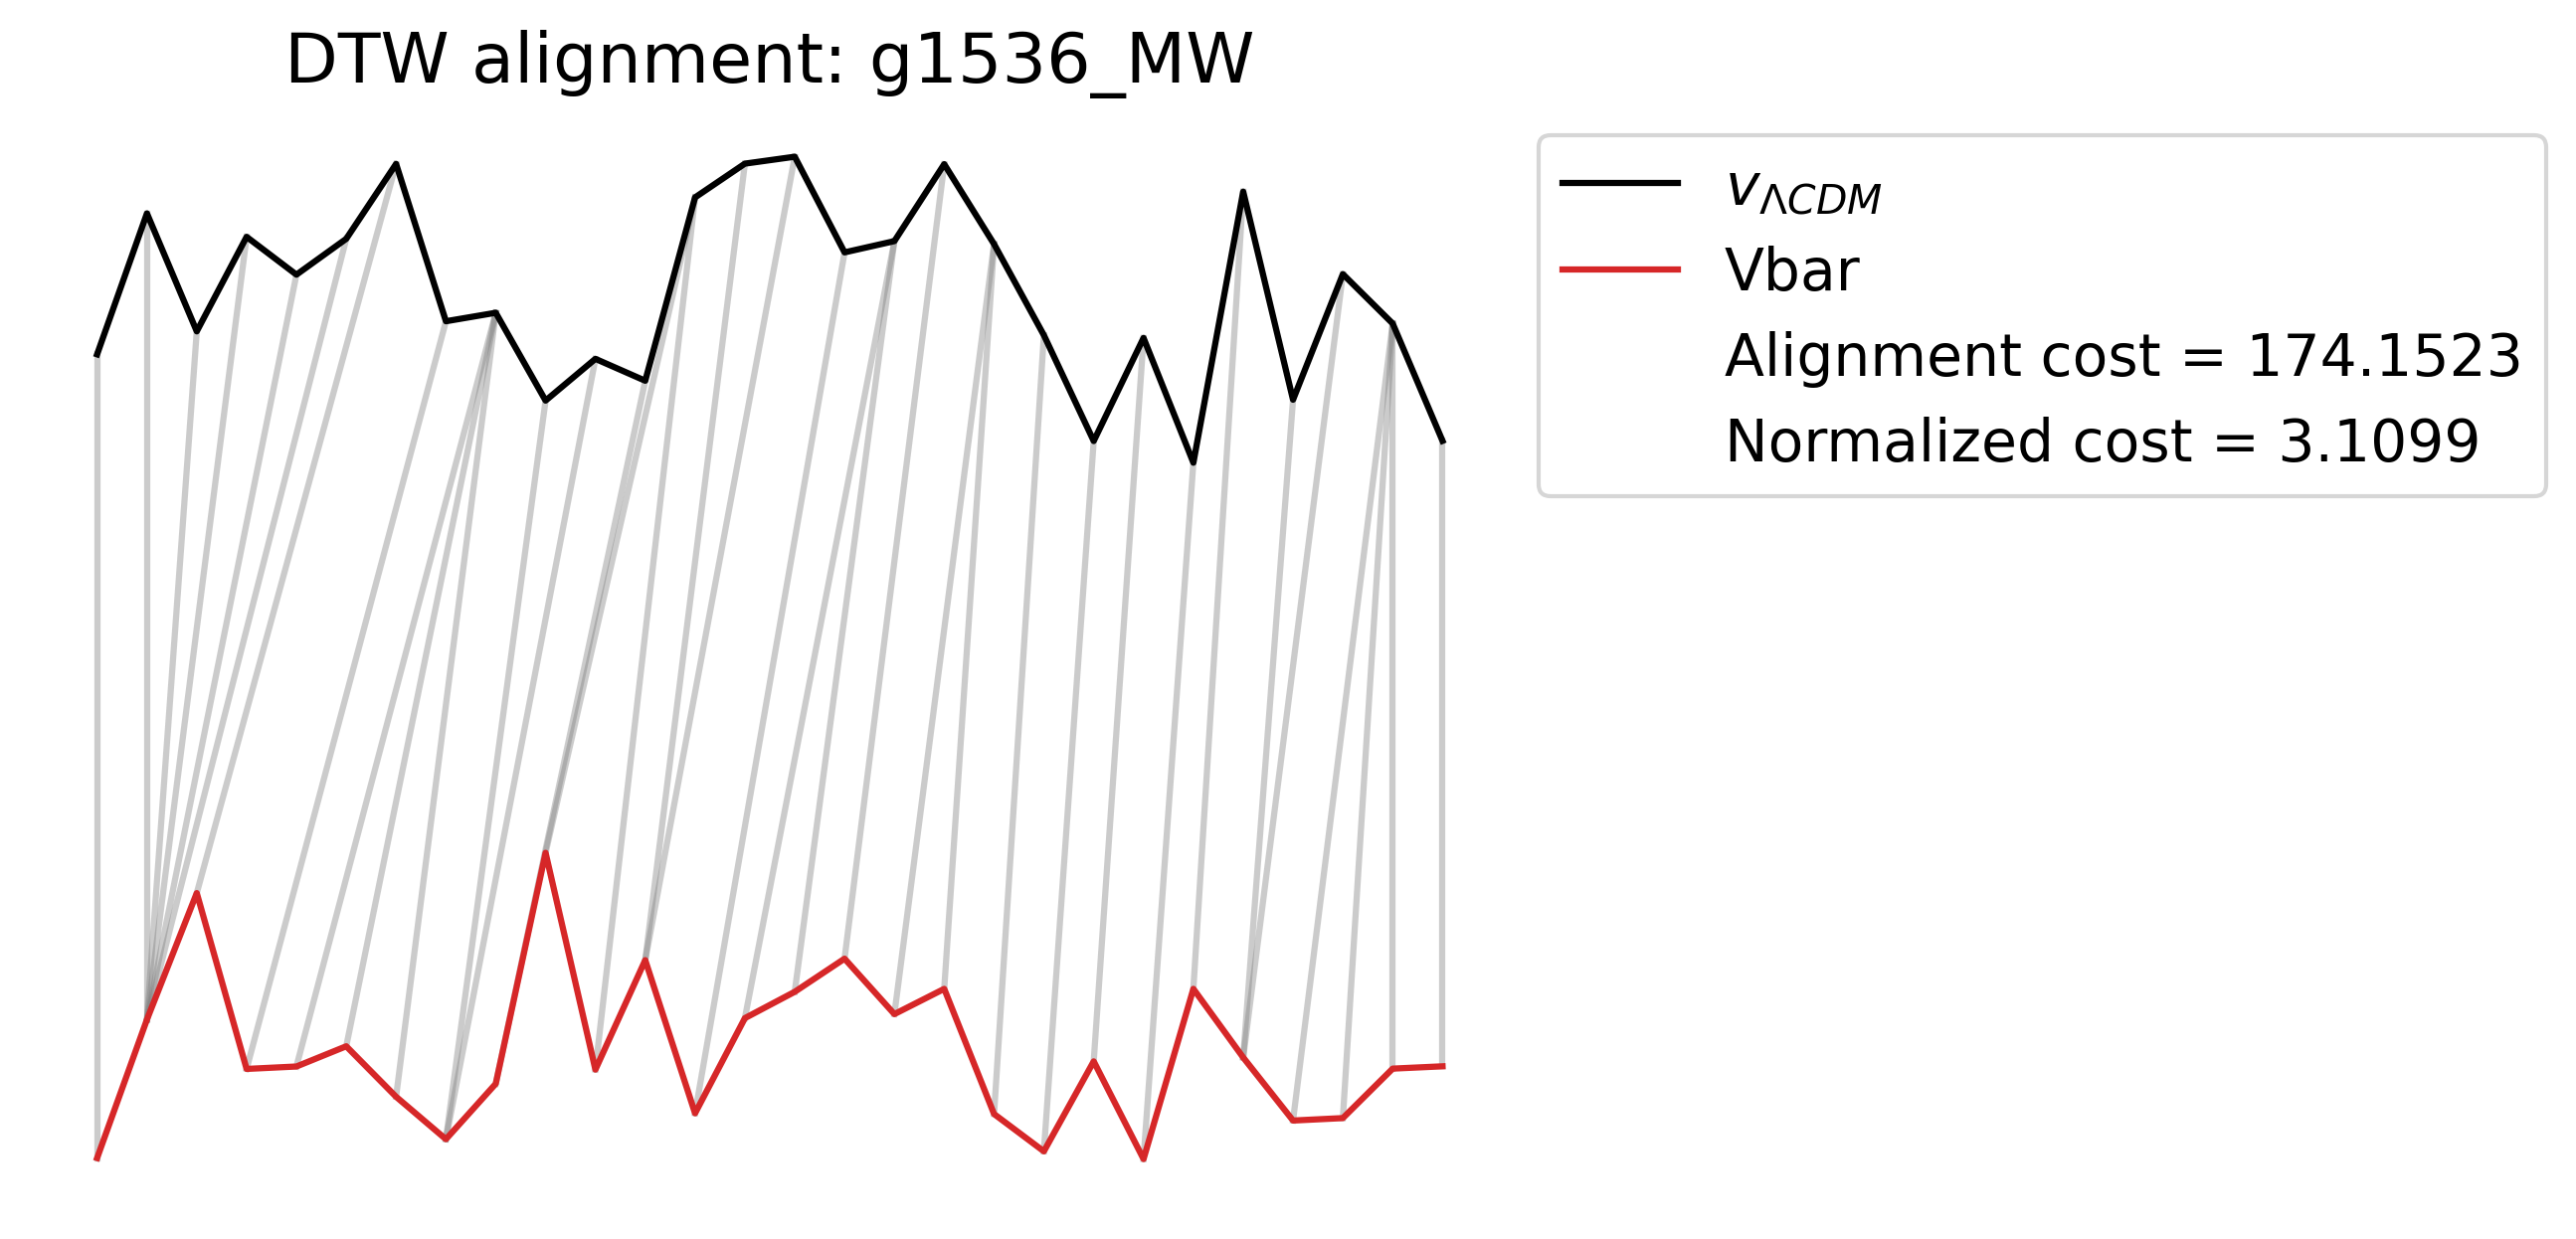 DTW alignment: g1536_MW
v_ΛCDM
Vbar
Alignment cost = 174.1523
Normalized cost = 3.1099